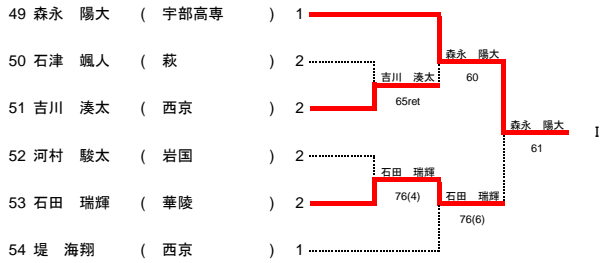 49 森永　陽大 ( 宇部高専 ) 1
50 石津　颯人 ( 萩 ) 2
51 吉川　湊太 ( 西京 ) 2
52 河村　駿太 ( 岩国 ) 2
53 石田　瑞輝 ( 華陵 ) 2
54 堤　海翔 ( 西京 ) 1
吉川　湊太
65ret
石田　瑞輝
76(4)
森永　陽大
60
石田　瑞輝
76(6)
森永　陽大
61
I